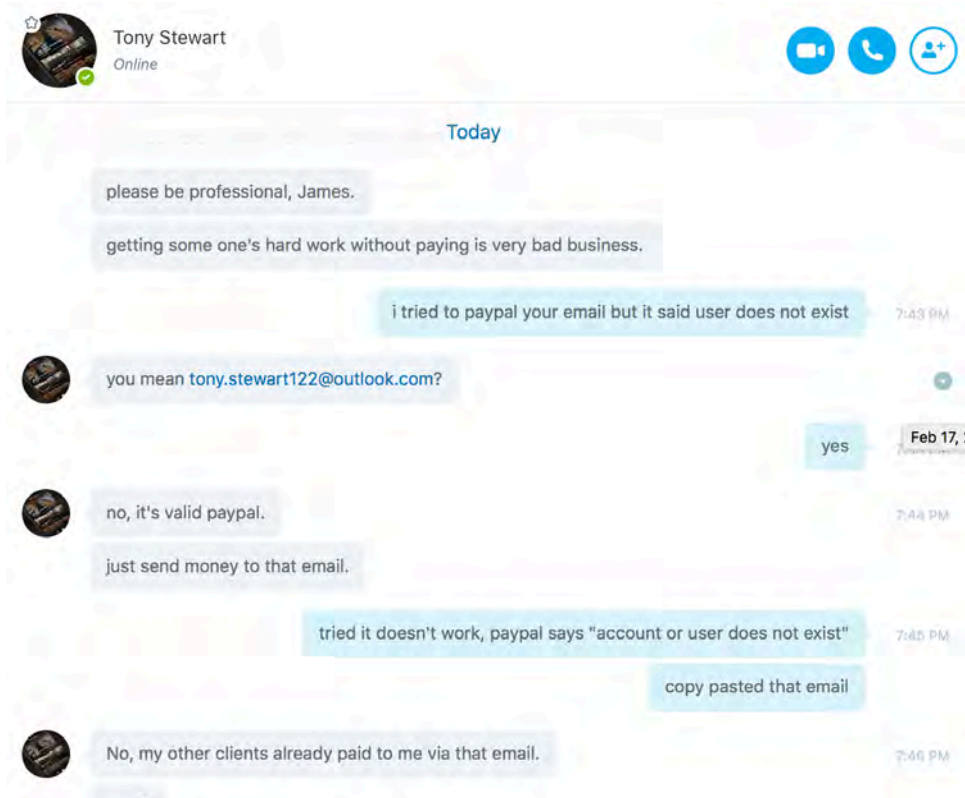 Tony Stewart
Online
Today
please be professional, James.
getting some one's hard work without paying is very bad business.
i tried to paypal your email but it said user does not exist
7:43 PM
you mean tony.stewart122@outlook.com?
yes
Feb 17,
no, it's valid paypal.
7:44 PM
just send money to that email.
tried it doesn't work, paypal says "account or user does not exist"
7:45 PM
copy pasted that email
No, my other clients already paid to me via that email.
7:46 PM